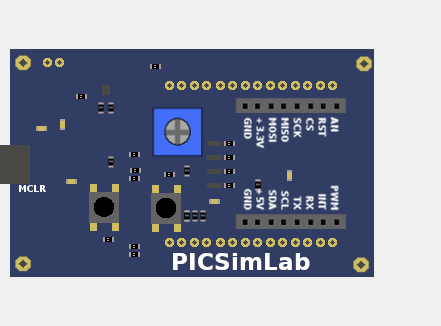 GND
+3.3V
MOSI
MISO
SCK
CS
RST
AN
MCLR
GND
+5V
SDA
SCL
TX
RX
INT
PWM
PICSimLab